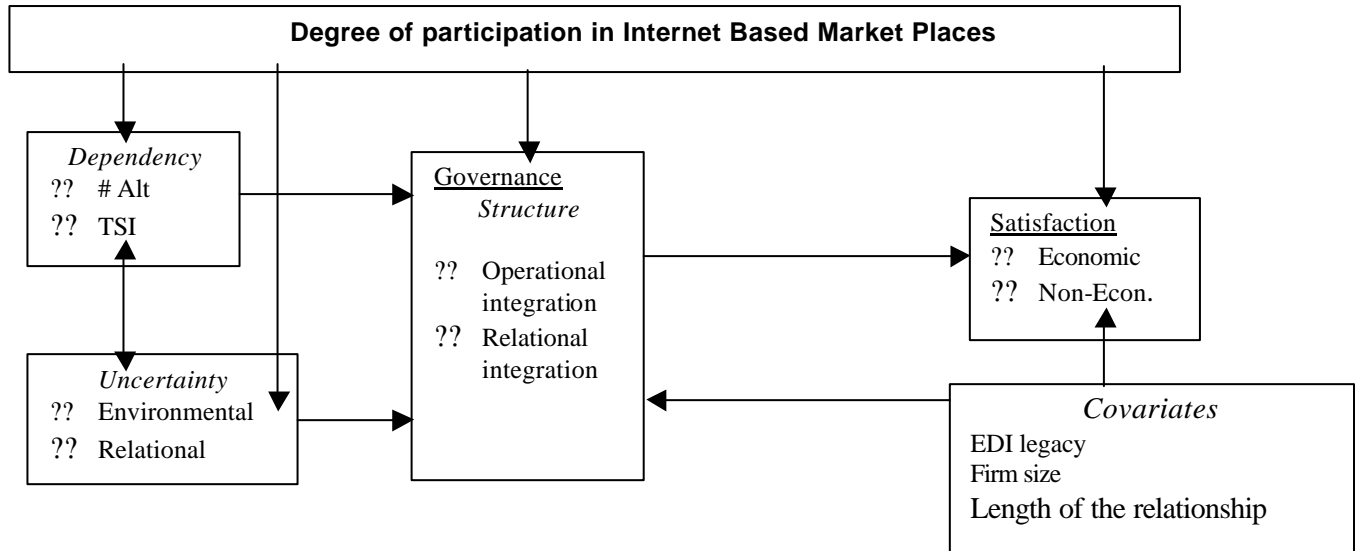 Degree of participation in Internet Based Market Places
Dependency
?? # Alt
?? TSI
Uncertainty
?? Environmental
?? Relational
Governance
Structure
?? Operational
integration
?? Relational
integration
Satisfaction
?? Economic
?? Non-Econ.
Covariates
EDI legacy
Firm size
Length of the relationship